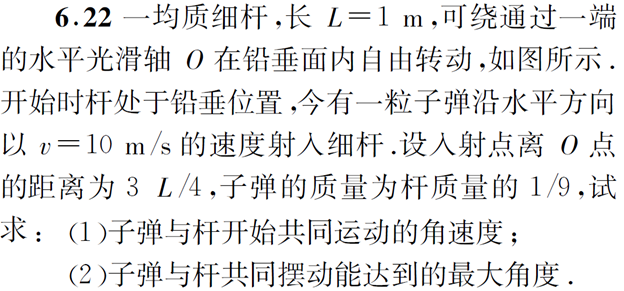 6.22 一均质细杆,长 L=1 m,可绕通过一端
的水平光滑轴 O 在铅垂面内自由转动,如图所示.
开始时杆处于铅垂位置,今有一粒子弹沿水平方向
以 v=10 m/s 的速度射入细杆.设入射点离 O 点
的距离为 3 L/4,子弹的质量为杆质量的 1/9,试
求: (1)子弹与杆开始共同运动的角速度;
(2)子弹与杆共同摆动能达到的最大角度.